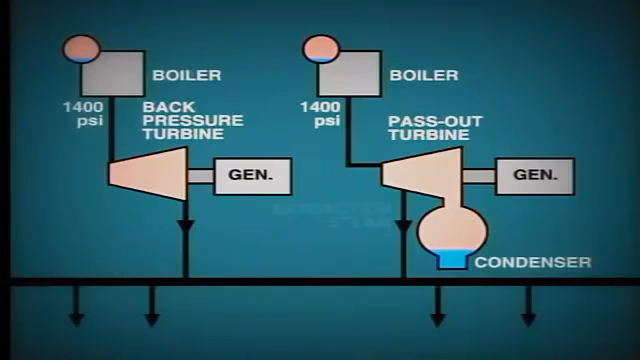 BOILER
1400
psi
BACK
PRESSURE
TURBINE
GEN.
BOILER
1400
psi
PASS-OUT
TURBINE
GEN.
CONDENSER